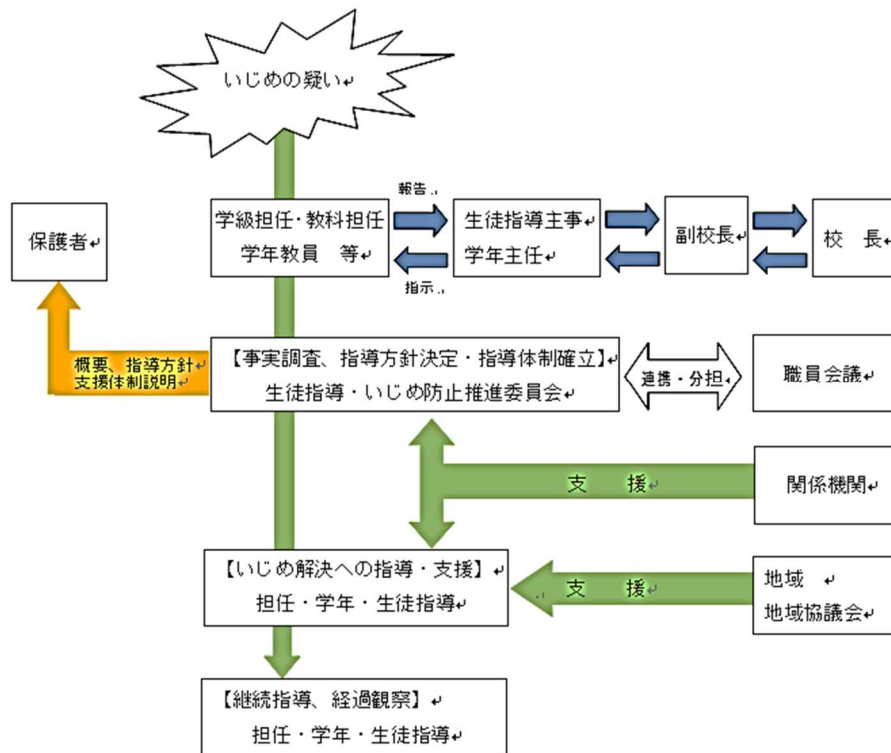 いじめの疑い
報告
学級担任・教科担任
学年教員 等
生徒指導主事
学年主任
副校長
校 長
保護者
指示
概要、指導方針
支援体制説明
【事実調査、指導方針決定・指導体制確立】
生徒指導・いじめ防止推進委員会
連携・分担
職員会議
支 援
関係機関
【いじめ解決への指導・支援】
担任・学年・生徒指導
支 援
地域
地域協議会
【継続指導、経過観察】
担任・学年・生徒指導